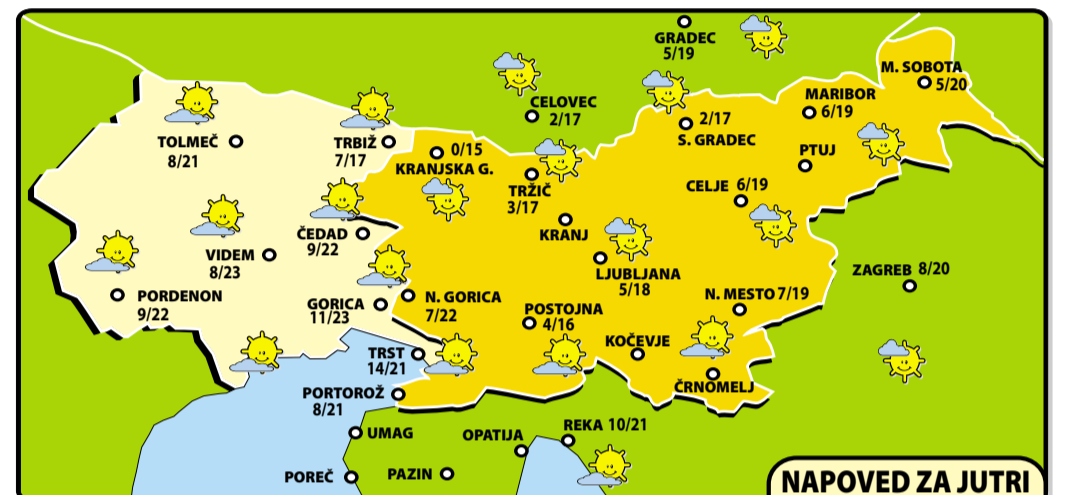 GRADEC
5/19
M. SOBOTA
5/20
CELOVEC
2/17
MARIBOR
6/19
2/17
S. GRADEC
TOLMEČ
8/21
TRBIŽ
7/17
0/15
KRANJSKA G.
PTUJ
TRŽIČ
3/17
CELJE 6/19
KRANJ
ČEDAD
9/22
VIDEM
8/23
LJUBLJANA
5/18
ZAGREB 8/20
PORDENON
9/22
GORICA
11/23
N. GORICA
7/22
N. MESTO 7/19
POSTOJNA
4/16
KOČEVJE
TRST
14/21
ČRNOMELJ
PORTOROŽ
8/21
UMAG
OPATIJA
REKA 10/21
POREČ
PAZIN
NAPOVED ZA JUTRI